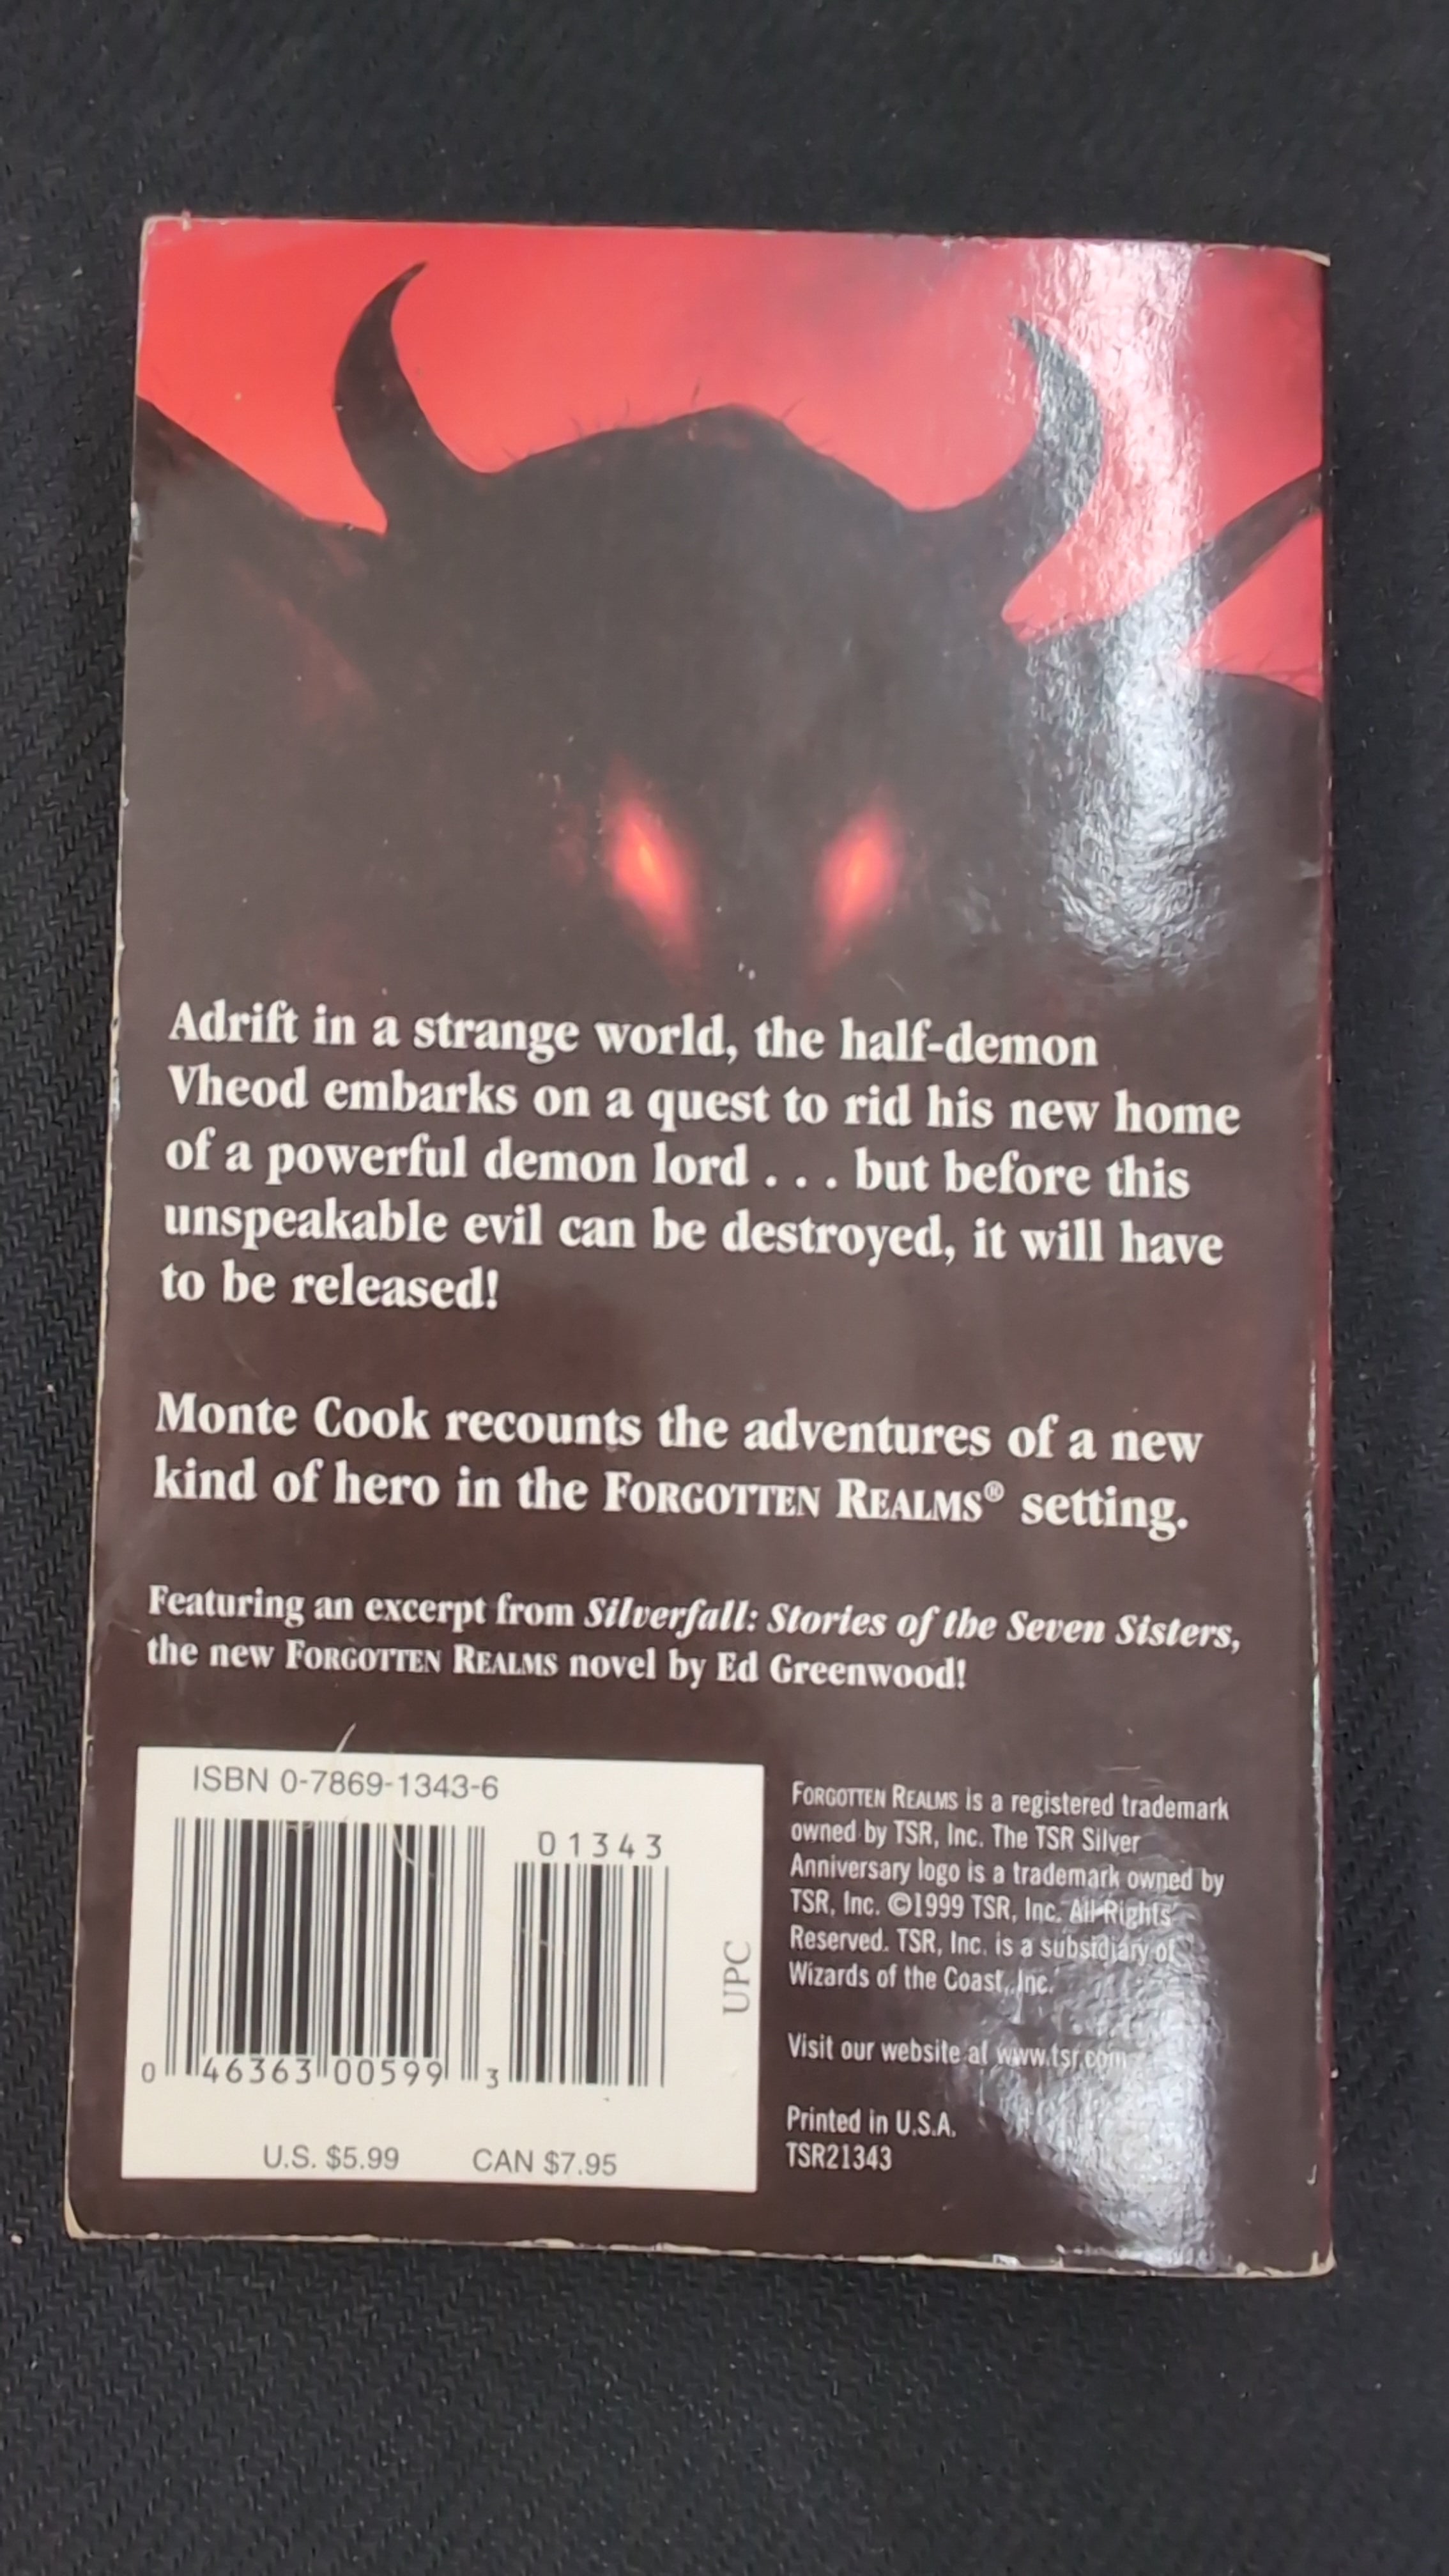 Adrift in a strange world, the half-demon
Vheod embarks on a quest to rid his new home
of a powerful demon lord . . . but before this
unspeakable evil can be destroyed, it will have
to be released!
Monte Cook recounts the adventures of a new
kind of hero in the FORGOTTEN REALMS® setting.
Featuring an excerpt from Silverfall: Stories of the Seven Sisters,
the new FORGOTTEN REALMS novel by Ed Greenwood!
ISBN 0-7869-1343-6
01343
0 46363 00599 3
UPC
U.S. $5.99 CAN $7.95
FORGOTTEN REALMS is a registered trademark
owned by TSR, Inc. The TSR Silver
Anniversary logo is a trademark owned by
TSR, Inc. ©1999 TSR, Inc. All Rights
Reserved. TSR, Inc. is a subsidiary of
Wizards of the Coast, Inc.
Visit our website at www.tsr.com
Printed in U.S.A.
TSR21343